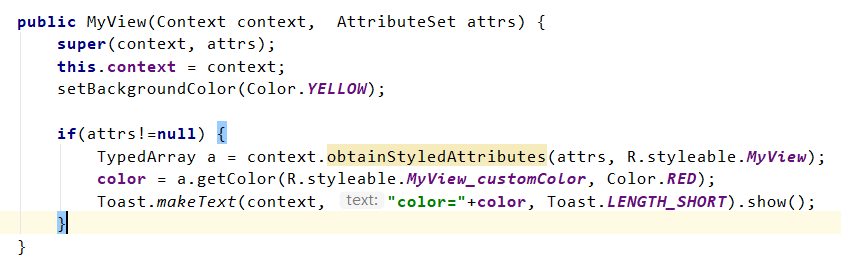 public MyView(Context context,  AttributeSet attrs) {
    super(context, attrs);
    this.context = context;
    setBackgroundColor(Color.YELLOW);

    if(attrs!=null) {
        TypedArray a = context.obtainStyledAttributes(attrs, R.styleable.MyView);
        color = a.getColor(R.styleable.MyView_customColor, Color.RED);
        Toast.makeText(context, text: "color="+color, Toast.LENGTH_SHORT).show();
    }
}